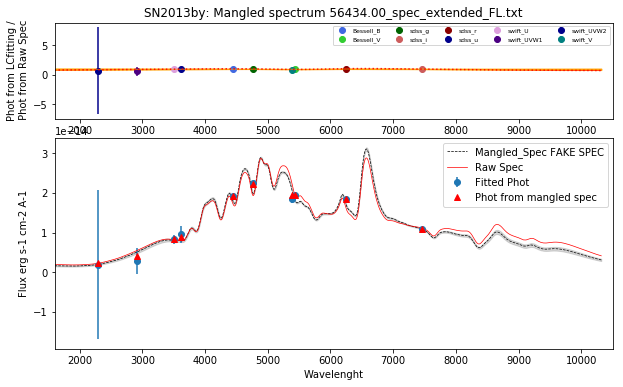 SN2013by: Mangled spectrum 56434.00_spec_extended_FL.txt
Phot from LCfitting /
Phot from Raw Spec
5
0
−5
Bessell_B
Bessell_V
sdss_g
sdss_i
sdss_r
sdss_u
swift_U
swift_UVW1
swift_UVW2
swift_V
2000 3000 4000 5000 6000 7000 8000 9000 10000
1e−14
Flux erg s-1 cm-2 A-1
3
2
1
0
−1
Mangled_Spec FAKE SPEC
Raw Spec
Fitted Phot
Phot from mangled spec
2000 3000 4000 5000 6000 7000 8000 9000 10000
Wavelenght